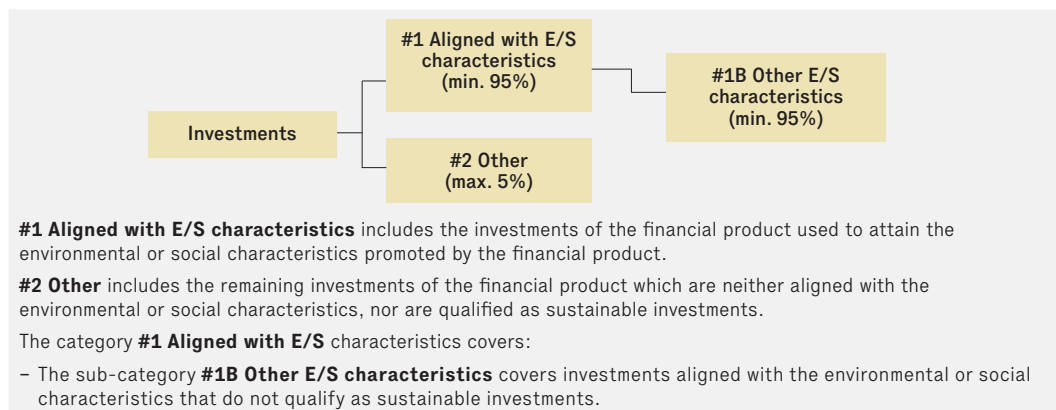 #1 Aligned with E/S
characteristics
(min. 95%)
#1B Other E/S
characteristics
(min. 95%)
Investments
#2 Other
(max. 5%)
#1 Aligned with E/S characteristics includes the investments of the financial product used to attain the
environmental or social characteristics promoted by the financial product.
#2 Other includes the remaining investments of the financial product which are neither aligned with the
environmental or social characteristics, nor are qualified as sustainable investments.
The category #1 Aligned with E/S characteristics covers:
– The sub-category #1B Other E/S characteristics covers investments aligned with the environmental or social
characteristics that do not qualify as sustainable investments.